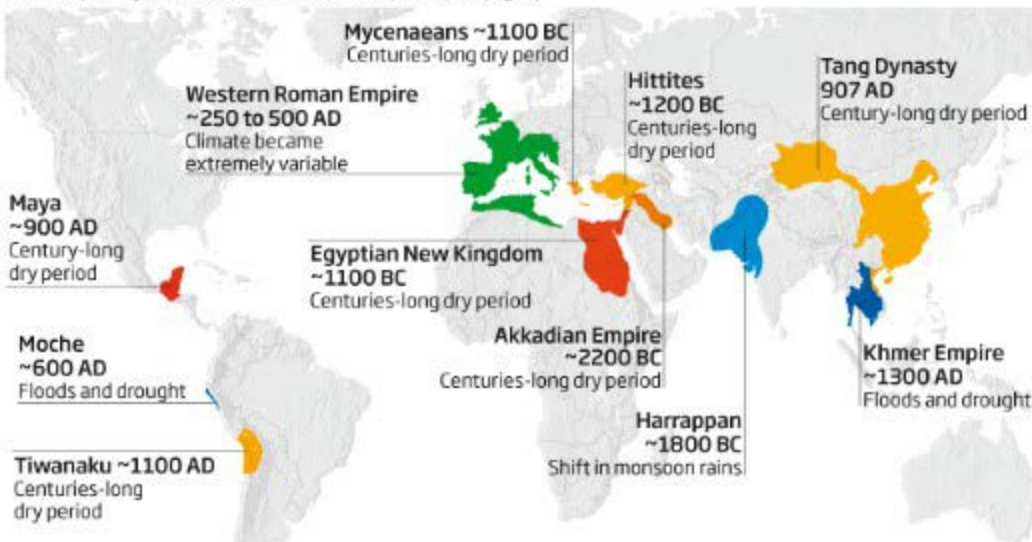 Mycenaeans ~1100 BC
Centuries-long dry period
Western Roman Empire
~250 to 500 AD
Climate became
extremely variable
Hittites
~1200 BC
Centuries-long
dry period
Tang Dynasty
907 AD
Century-long dry period
Maya
~900 AD
Century-long
dry period
Egyptian New Kingdom
~1100 BC
Centuries-long dry period
Akkadian Empire
~2200 BC
Centuries-long dry period
Moche
~600 AD
Floods and drought
Khmer Empire
~1300 AD
Floods and drought
Harrappan
~1800 BC
Shift in monsoon rains
Tiwanaku ~1100 AD
Centuries-long
dry period